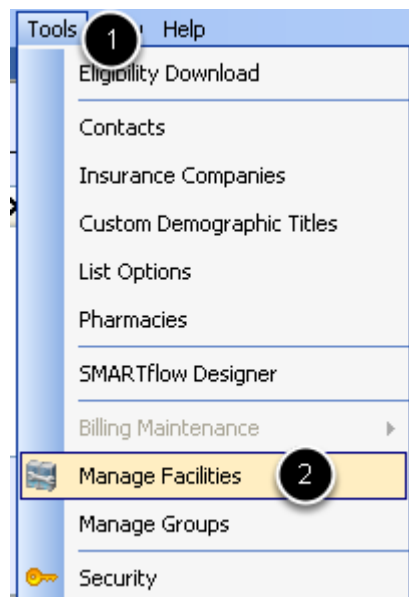 Tools 1 Help
Eligibility Download
Contacts
Insurance Companies
Custom Demographic Titles
List Options
Pharmacies
SMARTflow Designer
Billing Maintenance
Manage Facilities 2
Manage Groups
Security